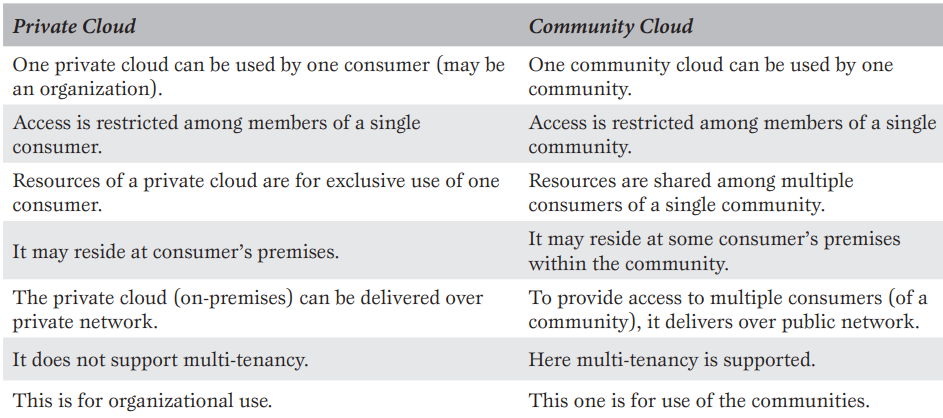 Private Cloud
Community Cloud
One private cloud can be used by one consumer (may be
an organization).
One community cloud can be used by one
community.
Access is restricted among members of a single
consumer.
Access is restricted among members of a single
community.
Resources of a private cloud are for exclusive use of one
consumer.
Resources are shared among multiple
consumers of a single community.
It may reside at consumer’s premises.
It may reside at some consumer’s premises
within the community.
The private cloud (on-premises) can be delivered over
private network.
To provide access to multiple consumers (of a
community), it delivers over public network.
It does not support multi-tenancy.
Here multi-tenancy is supported.
This is for organizational use.
This one is for use of the communities.